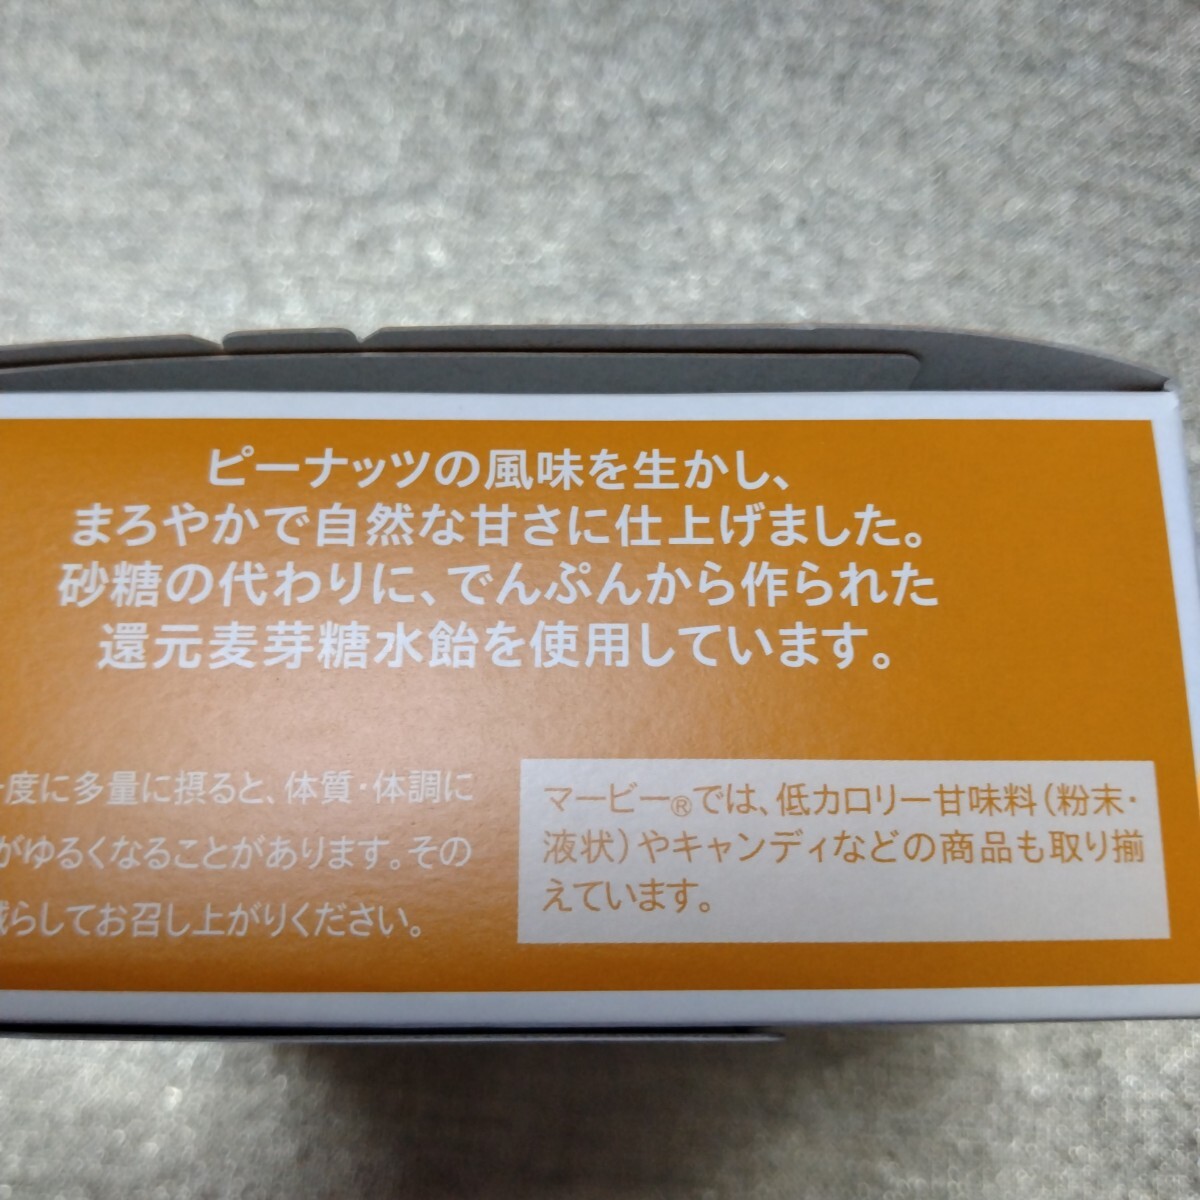 ピーナッツの風味を生かし、
まろやかで自然な甘さに仕上げました。
砂糖の代わりに、でんぷんから作られた
還元麦芽糖水飴を使用しています。
度に多量に摂ると、体質・体調に
がゆるくなることがあります。その
らしてお召し上がりください。
マービー®では、低カロリー甘味料(粉末・
液状)やキャンディなどの商品も取り揃
えています。